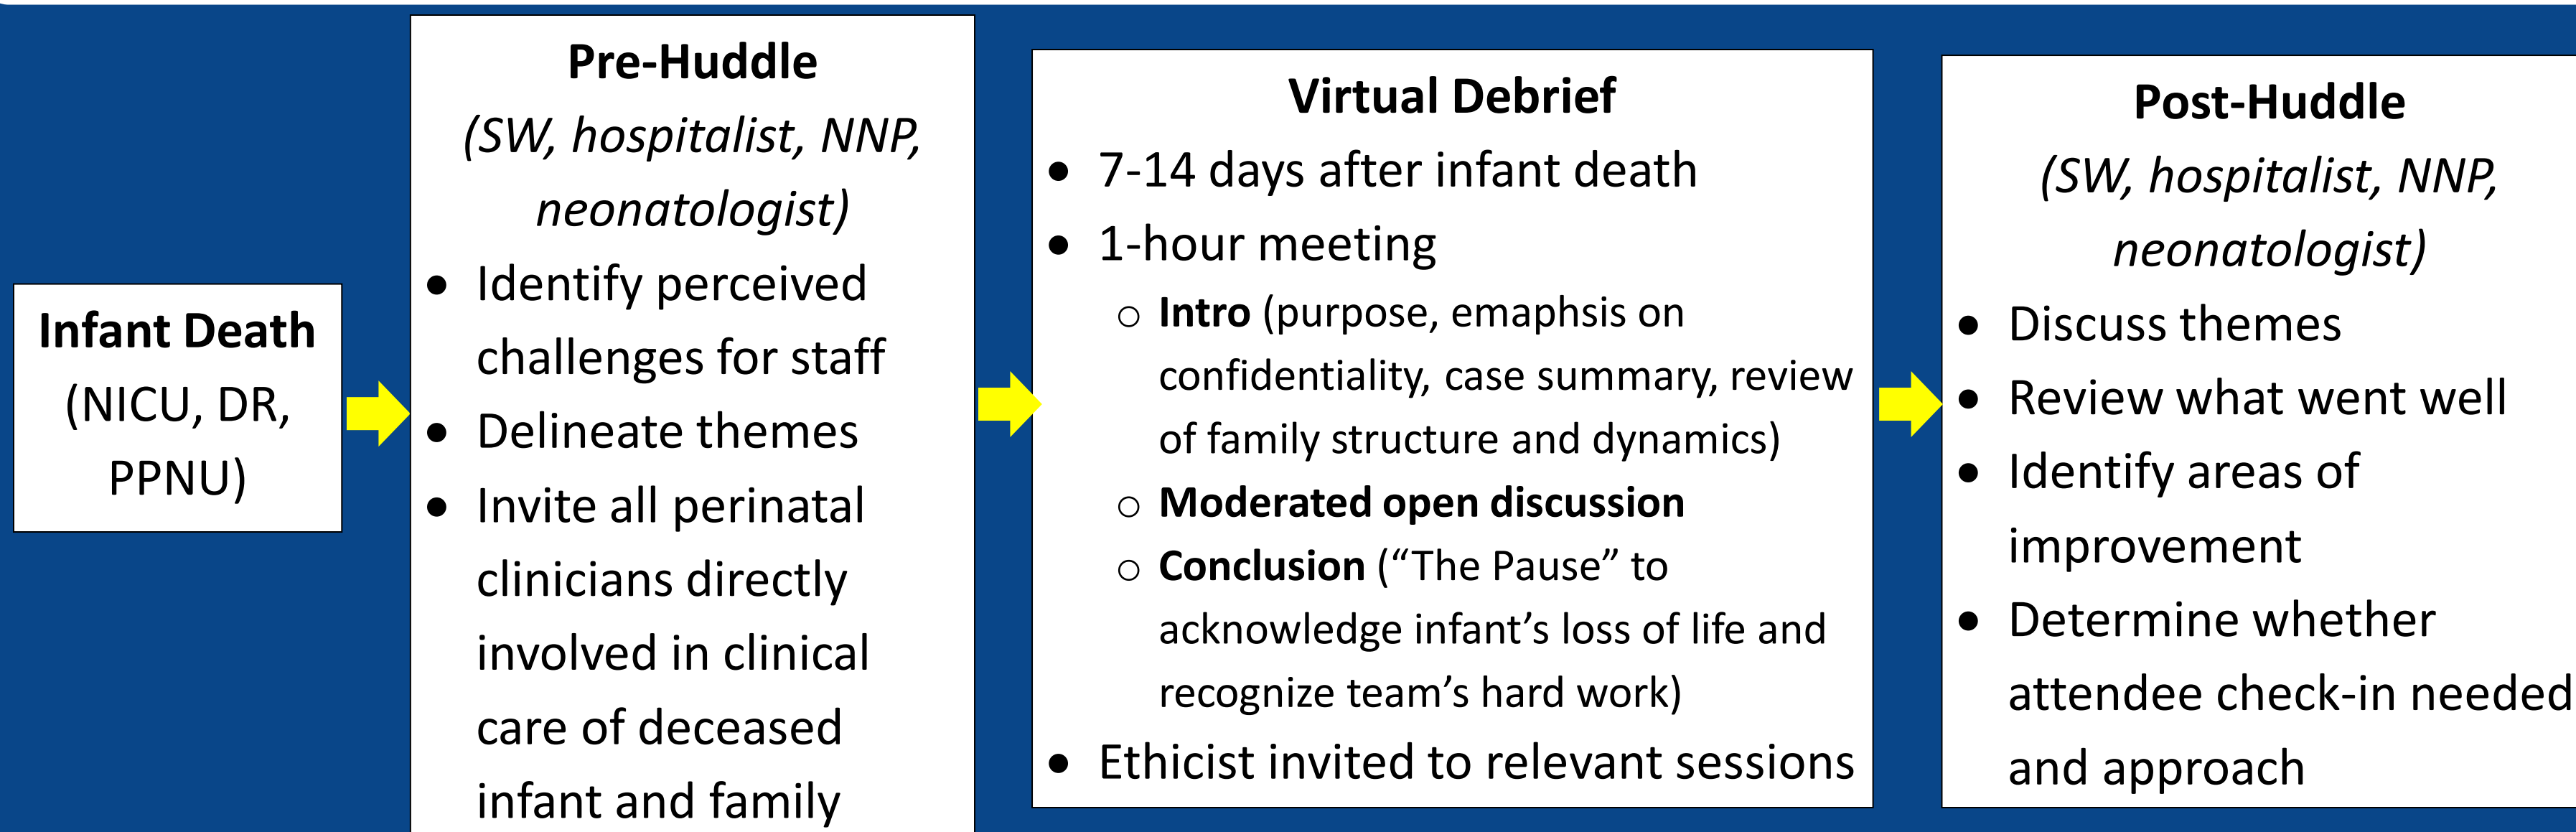 Infant Death
(NICU, DR,
PPNU)
Pre-Huddle
(SW, hospitalist, NNP,
neonatologist)
• Identify perceived
challenges for staff
• Delineate themes
• Invite all perinatal
clinicians directly
involved in clinical
care of deceased
infant and family
Virtual Debrief
• 7-14 days after infant death
• 1-hour meeting
○ Intro (purpose, emaphsis on
confidentiality, case summary, review
of family structure and dynamics)
○ Moderated open discussion
○ Conclusion (“The Pause” to
acknowledge infant’s loss of life and
recognize team’s hard work)
• Ethicist invited to relevant sessions
Post-Huddle
(SW, hospitalist, NNP,
neonatologist)
• Discuss themes
• Review what went well
• Identify areas of
improvement
• Determine whether
attendee check-in needed
and approach